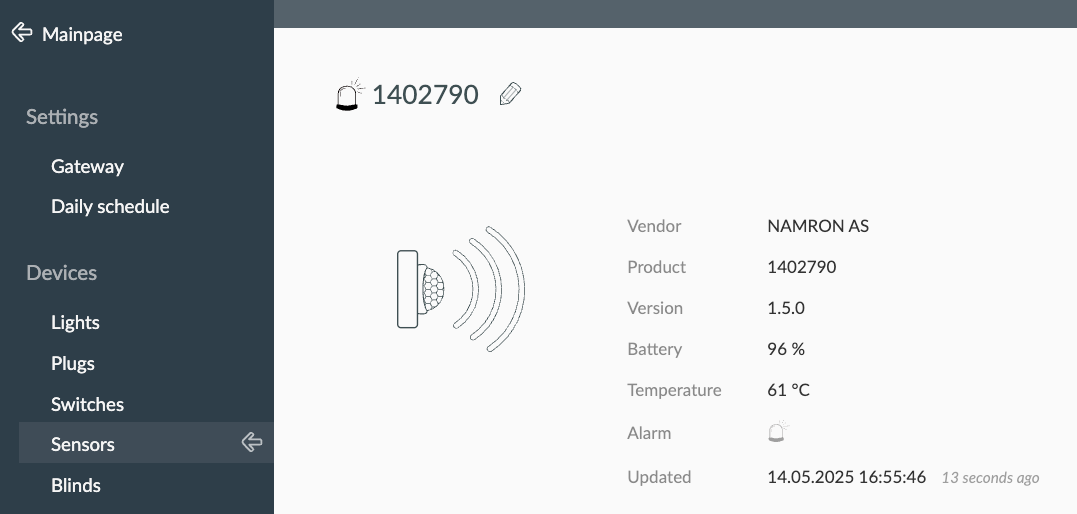 Mainpage
Settings
Gateway
Daily schedule
Devices
Lights
Plugs
Switches
Sensors
Blinds
1402790
Vendor NAMRON AS
Product 1402790
Version 1.5.0
Battery 96 %
Temperature 61 °C
Alarm
Updated 14.05.2025 16:55:46 13 seconds ago